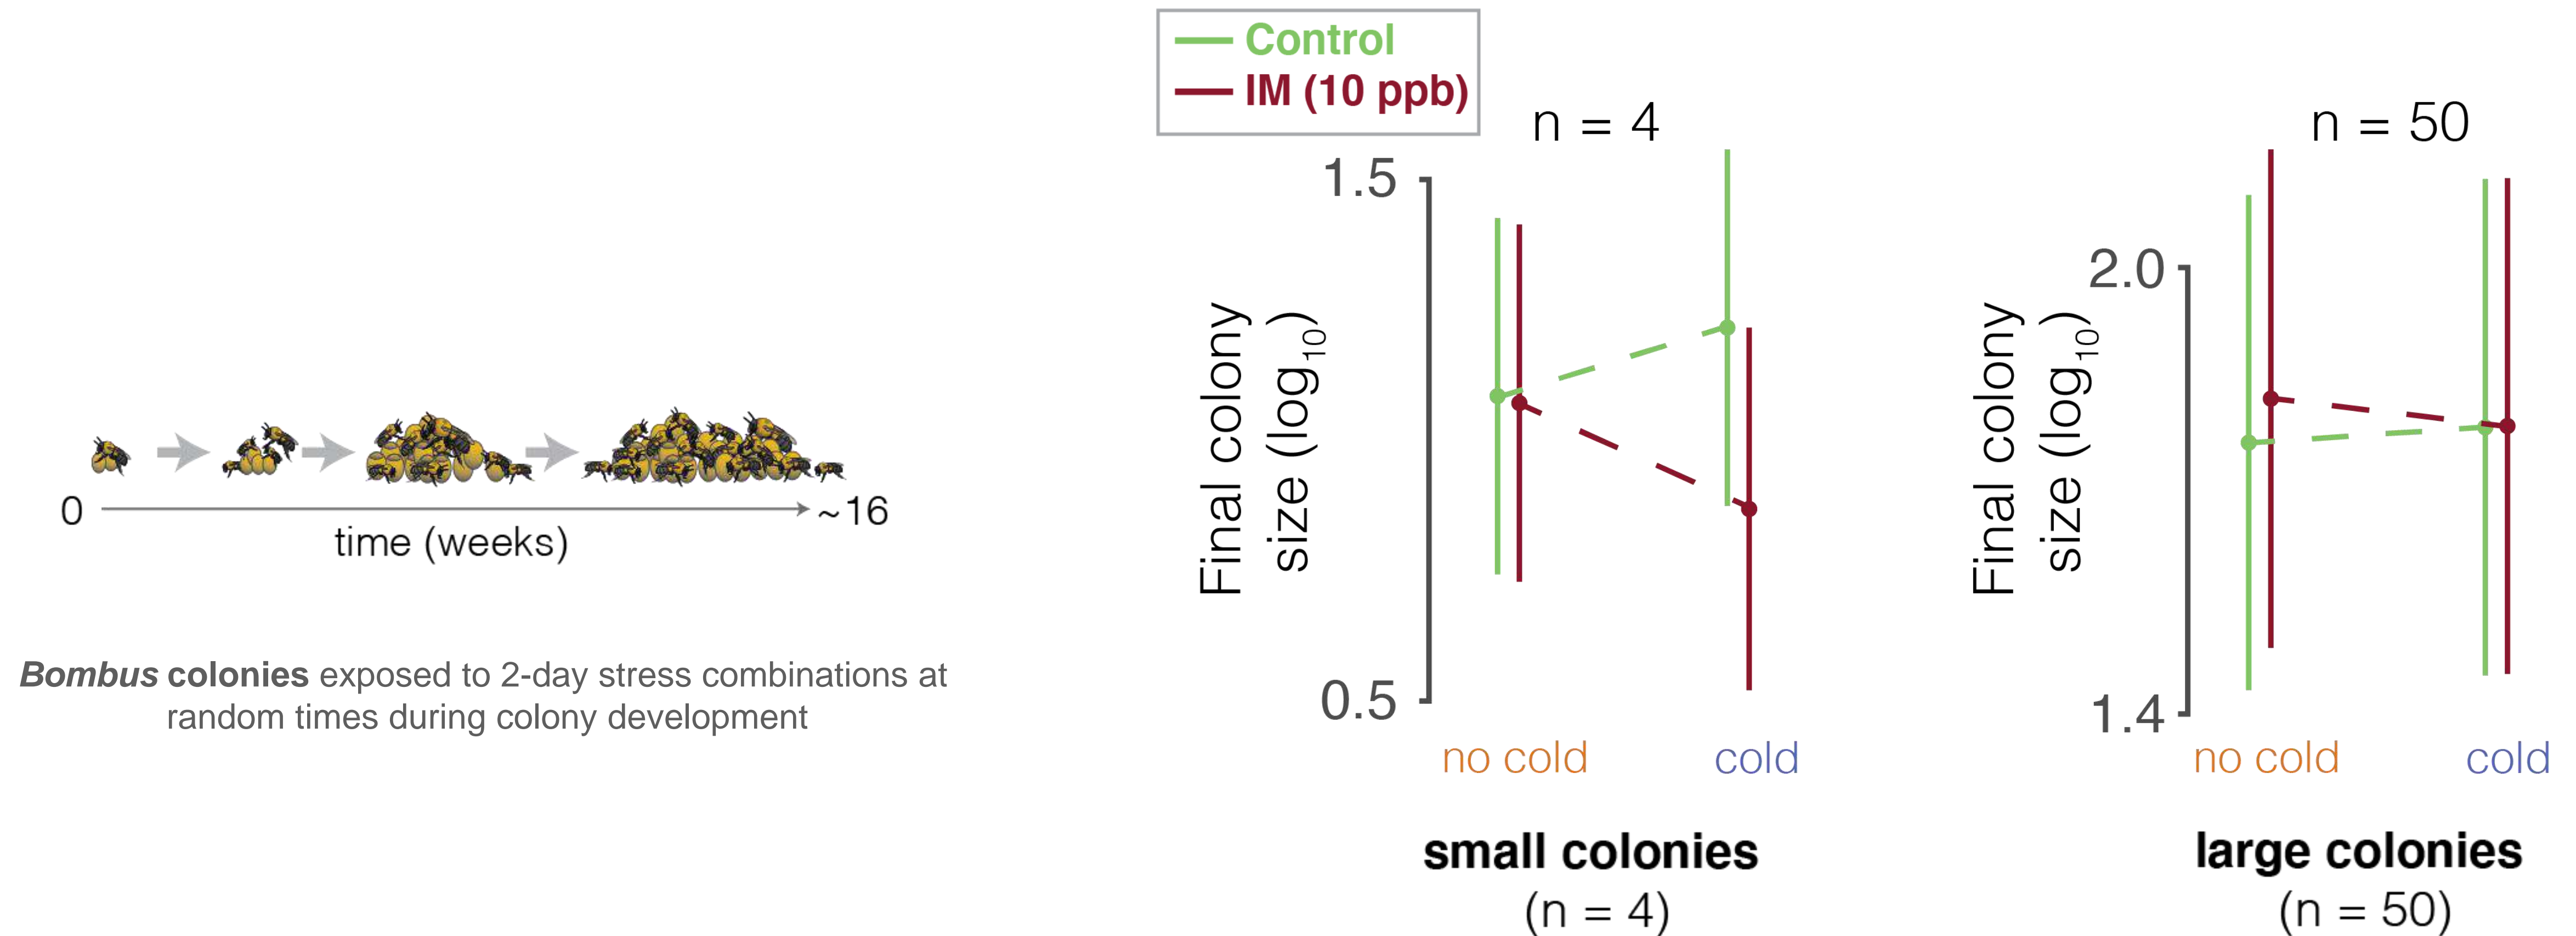 0
~16
time (weeks)
Bombus colonies exposed to 2-day stress combinations at
random times during colony development
Control
IM (10 ppb)
n = 4
1.5
0.5
Final colony
size (log10)
no cold
cold
small colonies
(n = 4)
n = 50
2.0
1.4
Final colony
size (log10)
no cold
cold
large colonies
(n = 50)